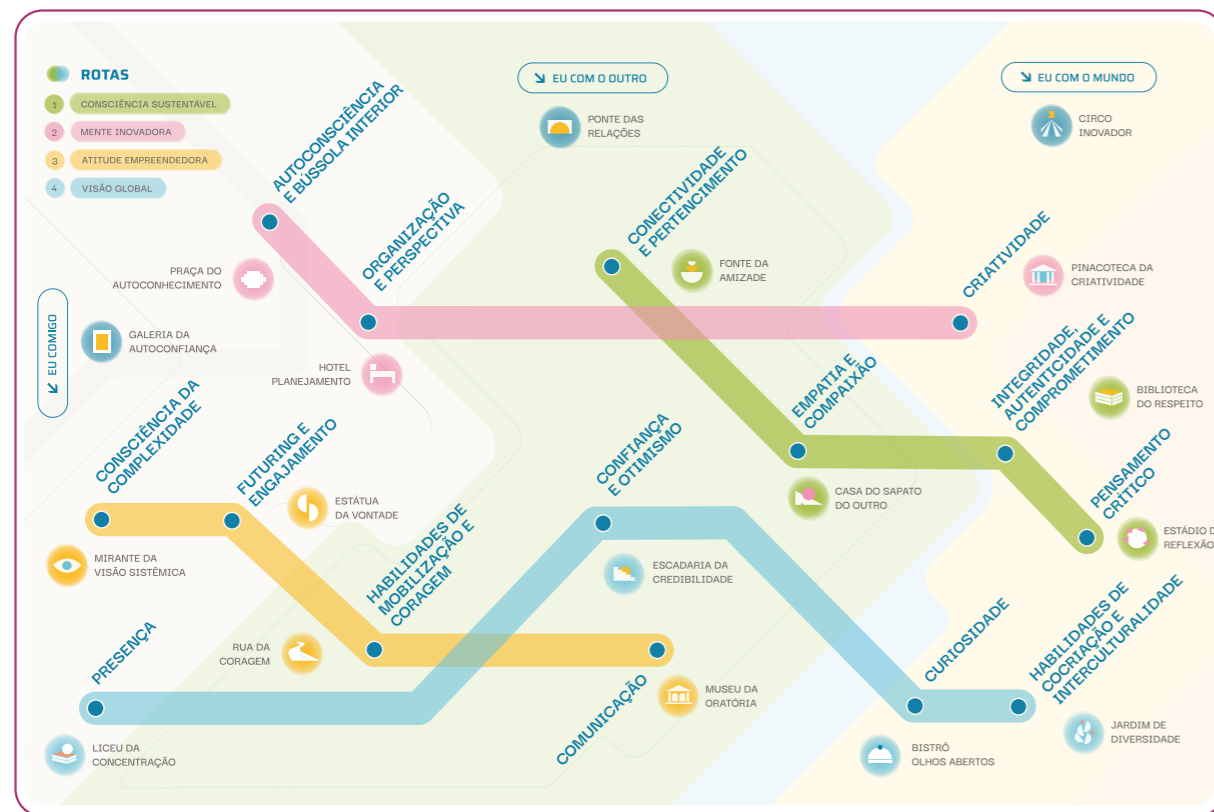 ROTAS
1 CONSCIÊNCIA SUSTENTÁVEL
2 MENTE INOVADORA
3 ATITUDE EMPREENDEDORA
4 VISÃO GLOBAL
EU COMIGO
AUTOCONSCIÊNCIA
E BÚSSOLA INTERIOR
PRAÇA DO
AUTOCONHECIMENTO
ORGANIZAÇÃO
E PERSPECTIVA
GALERIA DA
AUTOCONFIANÇA
HOTEL
PLANEJAMENTO
CONSCIÊNCIA DA
COMPLEXIDADE
FUTURING E
ENGAJAMENTO
ESTÁTUA
DA VONTADE
MIRANTE DA
VISÃO SISTÊMICA
HABILIDADES DE
MOBILIZAÇÃO E
CORAGEM
RUA DA
CORAGEM
PRESENÇA
LICEU DA
CONCENTRAÇÃO
EU COM O OUTRO
PONTE DAS
RELAÇÕES
CONECTIVIDADE
E PERTENCIMENTO
FONTE DA
AMIZADE
EMPATIA E
COMPAIXÃO
CASA DO SAPATO
DO OUTRO
CONFIANÇA
E OTIMISMO
ESCADARIA DA
CREDIBILIDADE
COMUNICAÇÃO
MUSEU DA
ORATÓRIA
EU COM O MUNDO
CIRCO
INOVADOR
CRIATIVIDADE
PINACOTECA DA
CRIATIVIDADE
INTEGRIDADE,
AUTENTICIDADE E
COMPROMETIMENTO
BIBLIOTECA
DO RESPEITO
PENSAMENTO
CRÍTICO
ESTÁDIO D
REFLEXÃO
CURIOSIDADE
BISTRÔ
OLHOS ABERTOS
HABILIDADES DE
COCRIAÇÃO E
INTERCULTURALIDADE
JARDIM DE
DIVERSIDADE